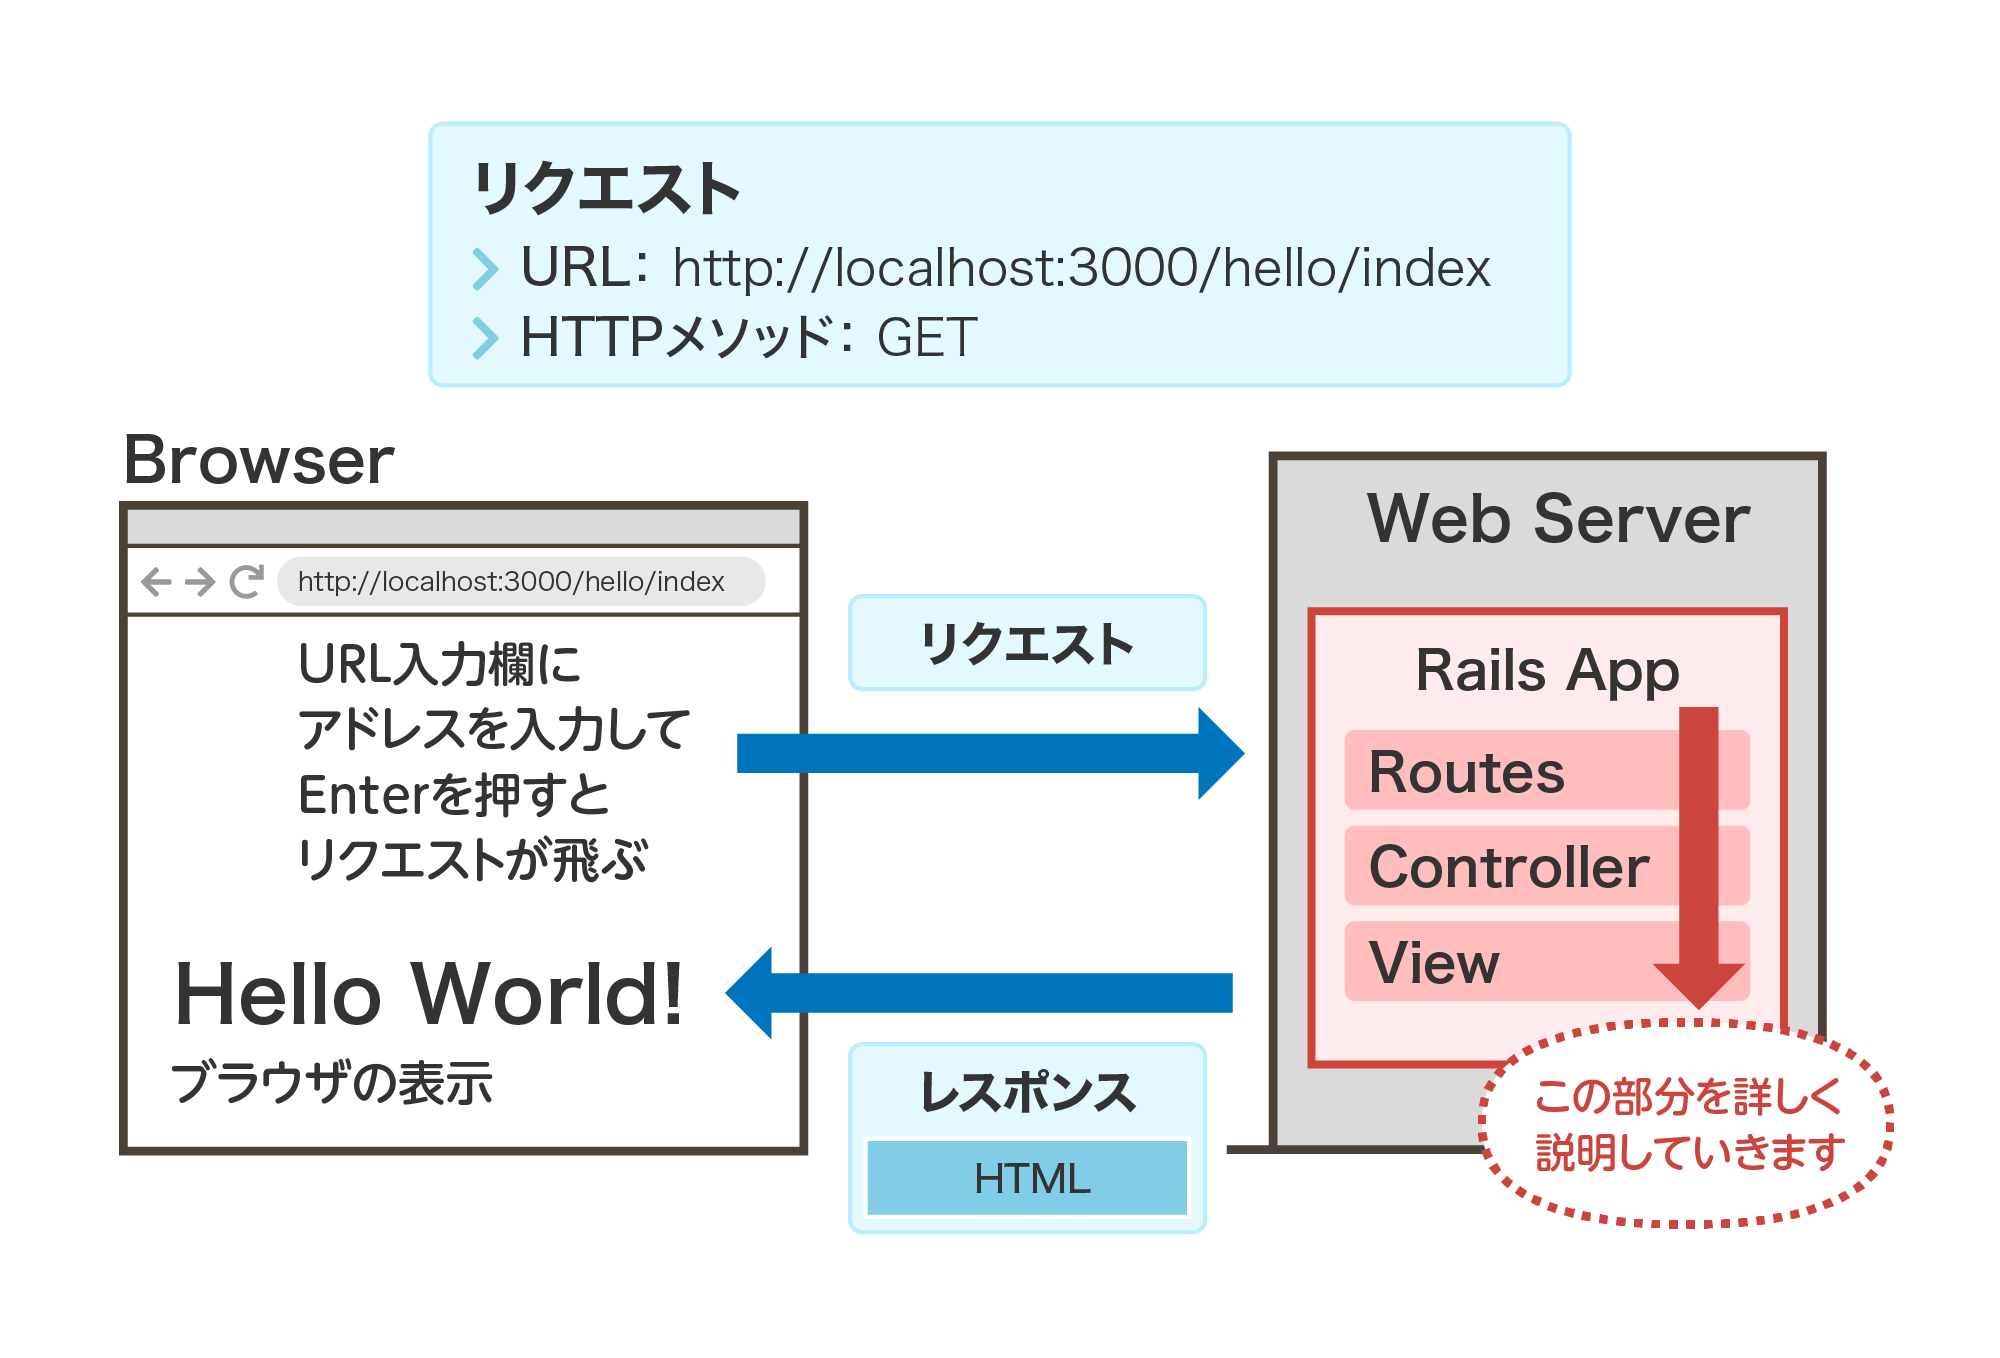 リクエスト
URL： http://localhost:3000/hello/index
HTTPメソッド： GET
Browser
http://localhost:3000/hello/index
URL入力欄に
アドレスを入力して
Enterを押すと
リクエストが飛ぶ
Hello World!
ブラウザの表示
リクエスト
レスポンス
HTML
Web Server
Rails App
Routes
Controller
View
この部分を詳しく
説明していきます